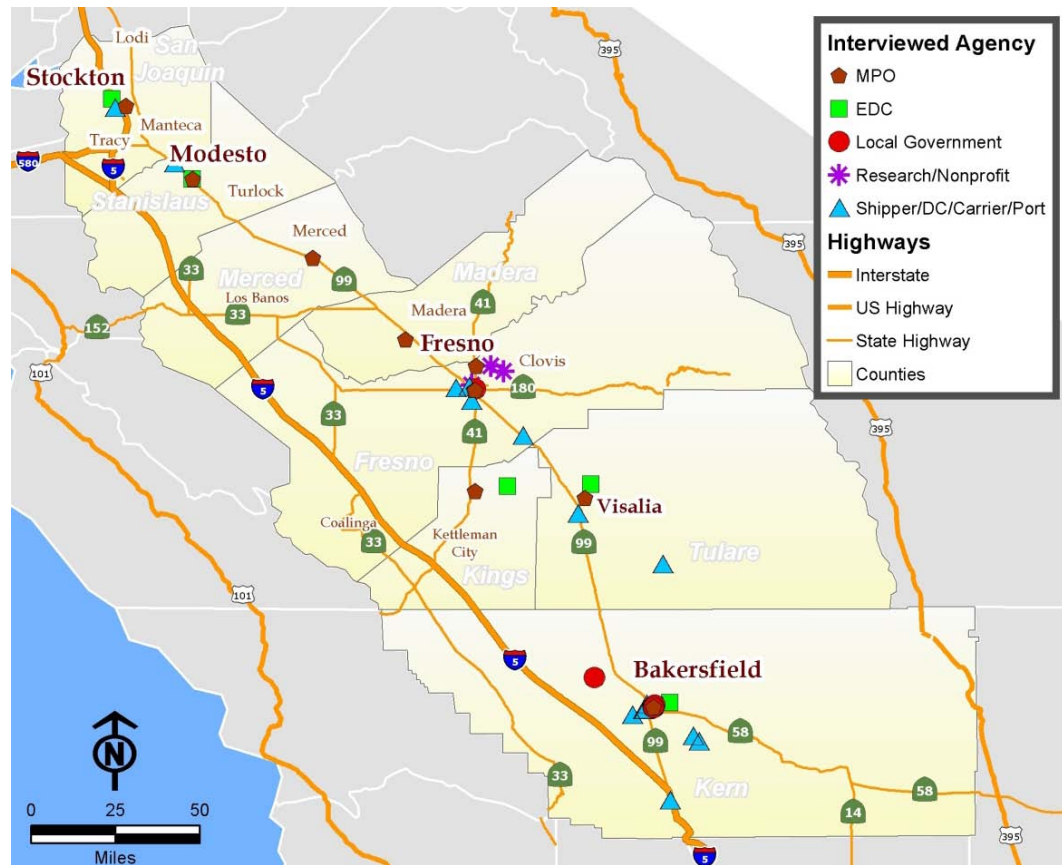 Lodi
San
Joaquin
Stockton
Manteca
Tracy
580
5
Modesto
Turlock
Stanislaus
395
Merced
33
Merced
99
Madera
41
Los Banos
33
152
Madera
Fresno
Clovis
180
101
5
33
41
395
395
Fresno
Visalia
Coalinga
33
Kettleman
City
Kings
99
Tulare
101
5
Bakersfield
99
58
33
Kern
58
14
395
5
N
0 25 50
Miles
Interviewed Agency
MPO
EDC
Local Government
Research/Nonprofit
Shipper/DC/Carrier/Port
Highways
Interstate
US Highway
State Highway
Counties